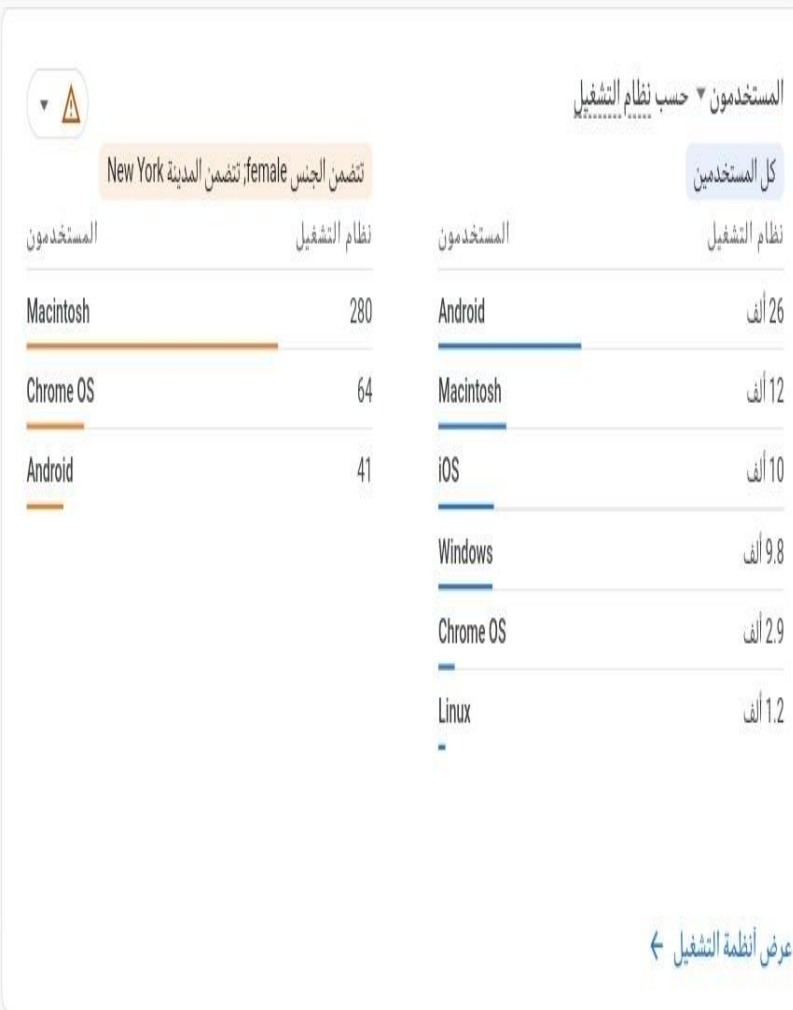 المستخدمون حسب نظام التشغيل
كل المستخدمين
نظام التشغيل المستخدمون
Android 26 ألف
Macintosh 12 ألف
iOS 10 ألف
Windows 9.8 ألف
Chrome OS 2.9 ألف
Linux 1.2 ألف
تتضمن الجنس female; تتضمن المدينة New York
نظام التشغيل المستخدمون
Macintosh 280
Chrome OS 64
Android 41
عرض أنظمة التشغيل ←